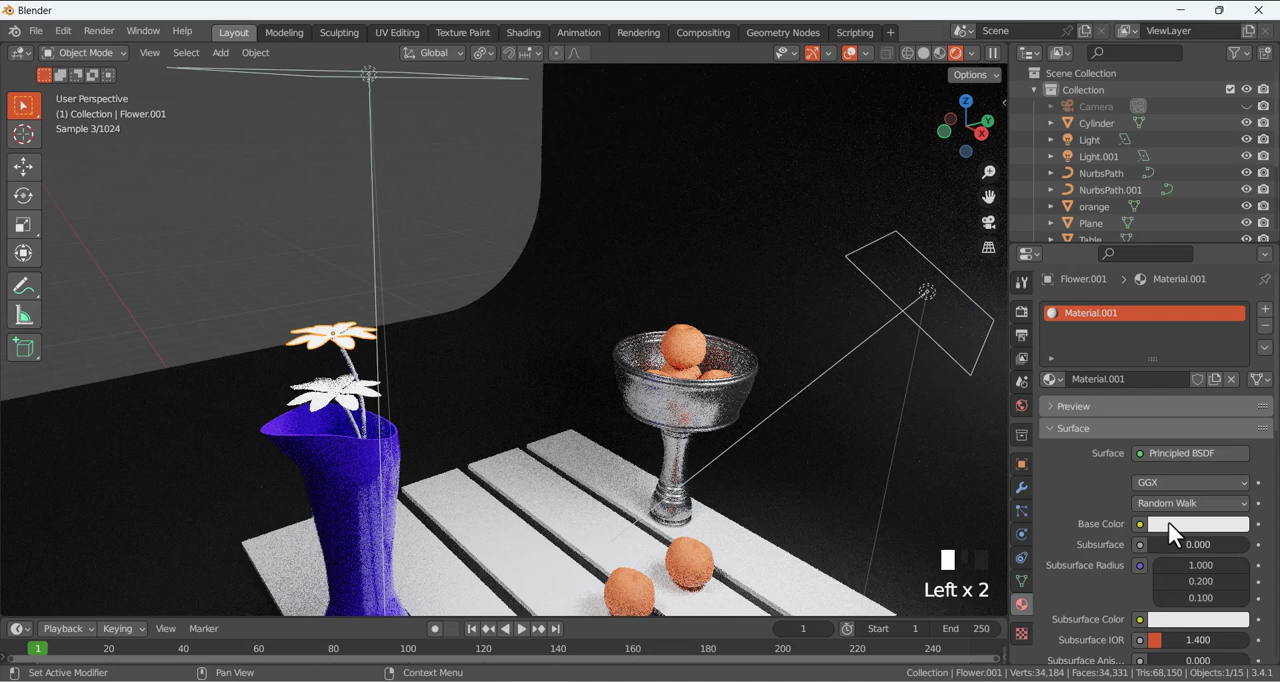 Blender
File Edit Render Window Help Layout Modeling Sculpting UV Editing Texture Paint Shading Animation Rendering Compositing Geometry Nodes Scripting + Scene ViewLayer
Object Mode View Select Add Object Global
Options
User Perspective
(1) Collection | Flower.001
Sample 3/1024
Z
Y
X
Scene Collection
Collection
Camera
Cylinder
Light
Light.001
NurbsPath
NurbsPath.001
orange
Plane
Table
Flower.001 > Material.001
Material.001
Material.001
Preview
Surface
Surface Principled BSDF
GGX
Random Walk
Base Color
Subsurface 0.000
Subsurface Radius 1.000
0.200
0.100
Subsurface Color
Subsurface IOR 1.400
Subsurface Anis... 0.000
Left x 2
Playback Keying View Marker 1 Start 1 End 250
1 20 40 60 80 100 120 140 160 180 200 220 240
Set Active Modifier Pan View Context Menu Collection | Flower.001 | Verts:34,184 | Faces:34,331 | Tris:68,150 | Objects:1/15 | 3.4.1